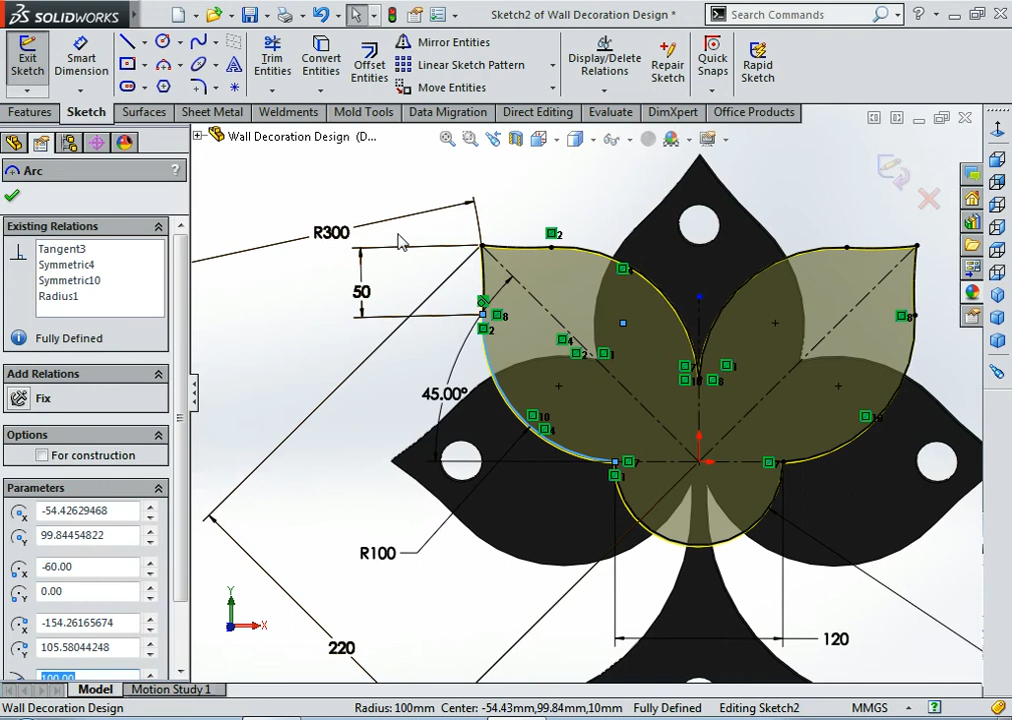 SOLIDWORKS
Sketch2 of Wall Decoration Design *
Search Commands
Exit Sketch
Smart Dimension
Trim Entities
Convert Entities
Offset Entities
Mirror Entities
Linear Sketch Pattern
Move Entities
Display/Delete Relations
Repair Sketch
Quick Snaps
Rapid Sketch
Features
Sketch
Surfaces
Sheet Metal
Weldments
Mold Tools
Data Migration
Direct Editing
Evaluate
DimXpert
Office Products
Wall Decoration Design (D...
Arc
?
Existing Relations
Tangent3
Symmetric4
Symmetric10
Radius1
Fully Defined
Add Relations
Fix
Options
For construction
Parameters
-54.42629468
99.84454822
-60.00
0.00
-154.26165674
105.58044248
100.00
R300
50
45.00°
R100
220
120
Y
X
Model
Motion Study 1
Wall Decoration Design
Radius: 100mm Center: -54.43mm,99.84mm,10mm
Fully Defined
Editing Sketch2
MMGS